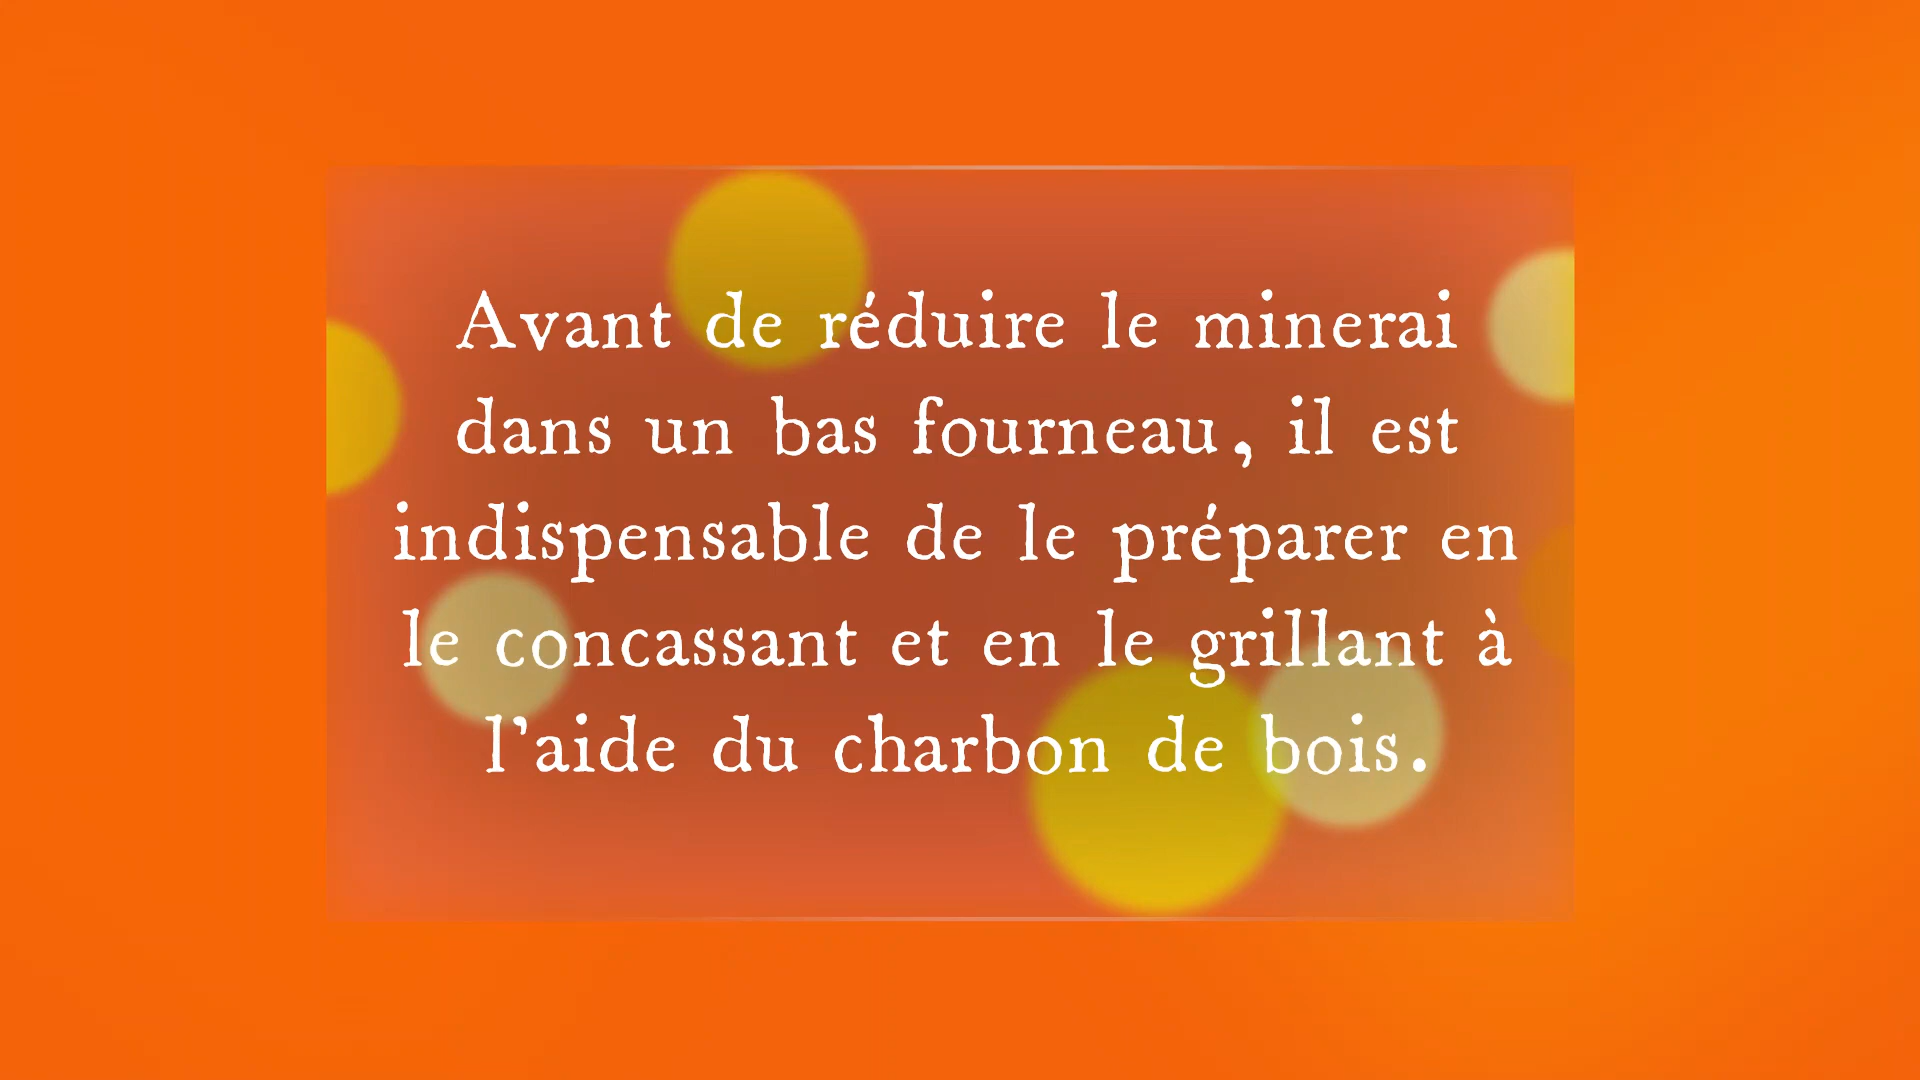 Avant de réduire le minerai
dans un bas fourneau, il est
indispensable de le préparer en
le concassant et en le grillant à
l’aide du charbon de bois.